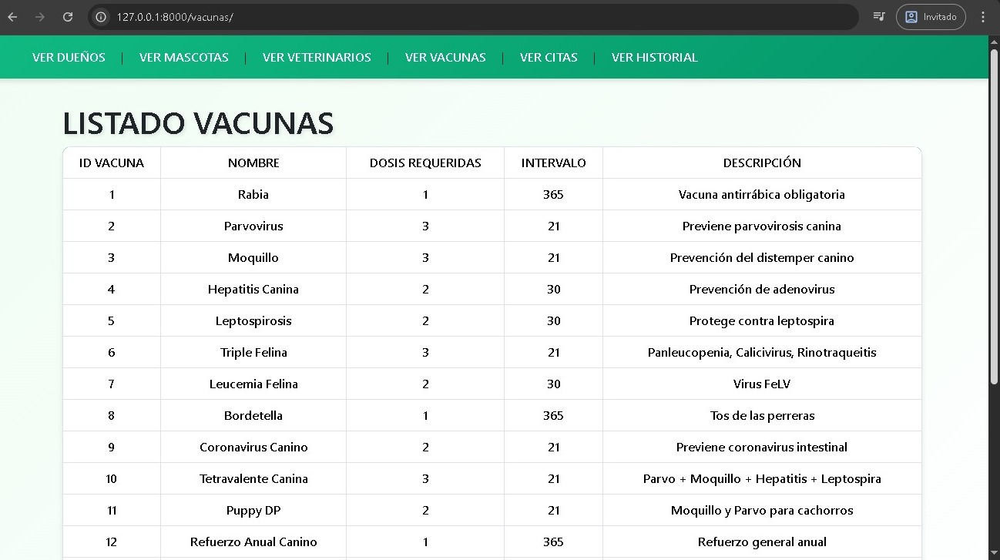 127.0.0.1:8000/vacunas/
Invitado
VER DUEÑOS | VER MASCOTAS | VER VETERINARIOS | VER VACUNAS | VER CITAS | VER HISTORIAL
LISTADO VACUNAS
ID VACUNA NOMBRE DOSIS REQUERIDAS INTERVALO DESCRIPCIÓN
1 Rabia 1 365 Vacuna antirrábica obligatoria
2 Parvovirus 3 21 Previene parvovirosis canina
3 Moquillo 3 21 Prevención del distemper canino
4 Hepatitis Canina 2 30 Prevención de adenovirus
5 Leptospirosis 2 30 Protege contra leptospira
6 Triple Felina 3 21 Panleucopenia, Calicivirus, Rinotraqueitis
7 Leucemia Felina 2 30 Virus FeLV
8 Bordetella 1 365 Tos de las perreras
9 Coronavirus Canino 2 21 Previene coronavirus intestinal
10 Tetravalente Canina 3 21 Parvo + Moquillo + Hepatitis + Leptospira
11 Puppy DP 2 21 Moquillo y Parvo para cachorros
12 Refuerzo Anual Canino 1 365 Refuerzo general anual